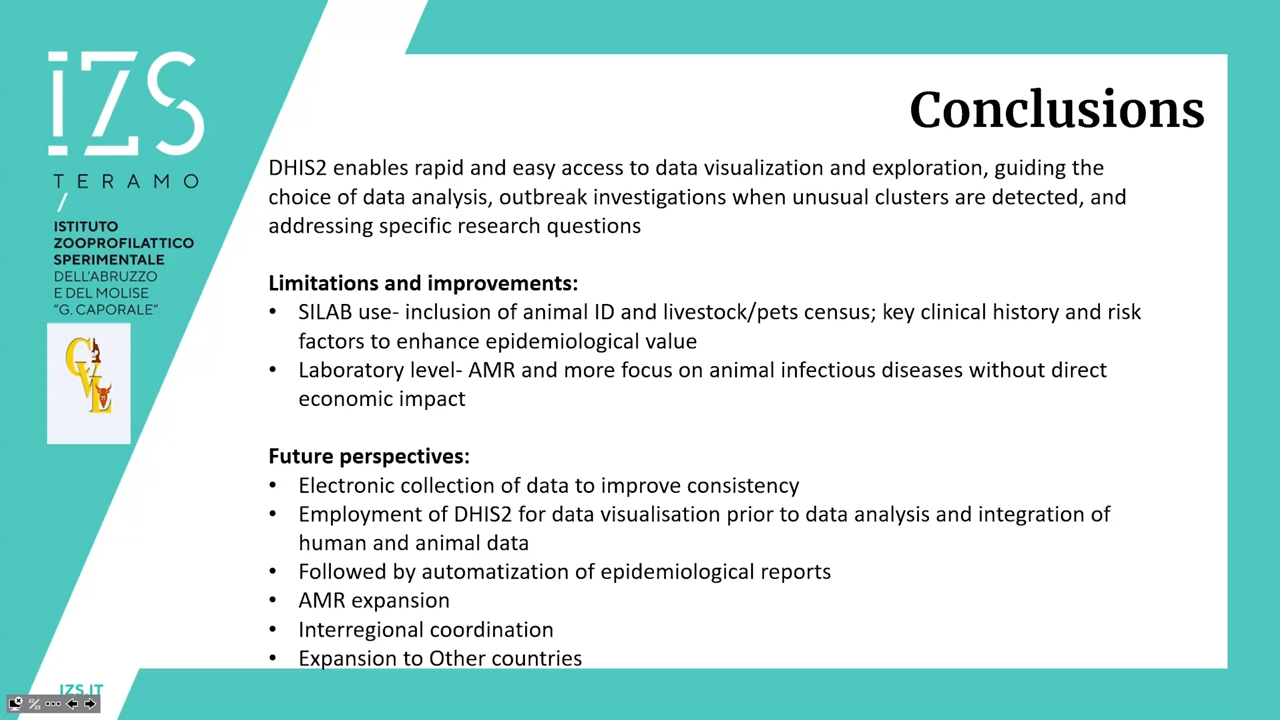 iZS
TERAMO
ISTITUTO
ZOOPROFILATTICO
SPERIMENTALE
DELL'ABRUZZO
E DEL MOLISE
"G. CAPORALE"
CVL
Conclusions
DHIS2 enables rapid and easy access to data visualization and exploration, guiding the
choice of data analysis, outbreak investigations when unusual clusters are detected, and
addressing specific research questions
Limitations and improvements:
• SILAB use- inclusion of animal ID and livestock/pets census; key clinical history and risk
factors to enhance epidemiological value
• Laboratory level- AMR and more focus on animal infectious diseases without direct
economic impact
Future perspectives:
• Electronic collection of data to improve consistency
• Employment of DHIS2 for data visualisation prior to data analysis and integration of
human and animal data
• Followed by automatization of epidemiological reports
• AMR expansion
• Interregional coordination
• Expansion to Other countries
IZS.IT